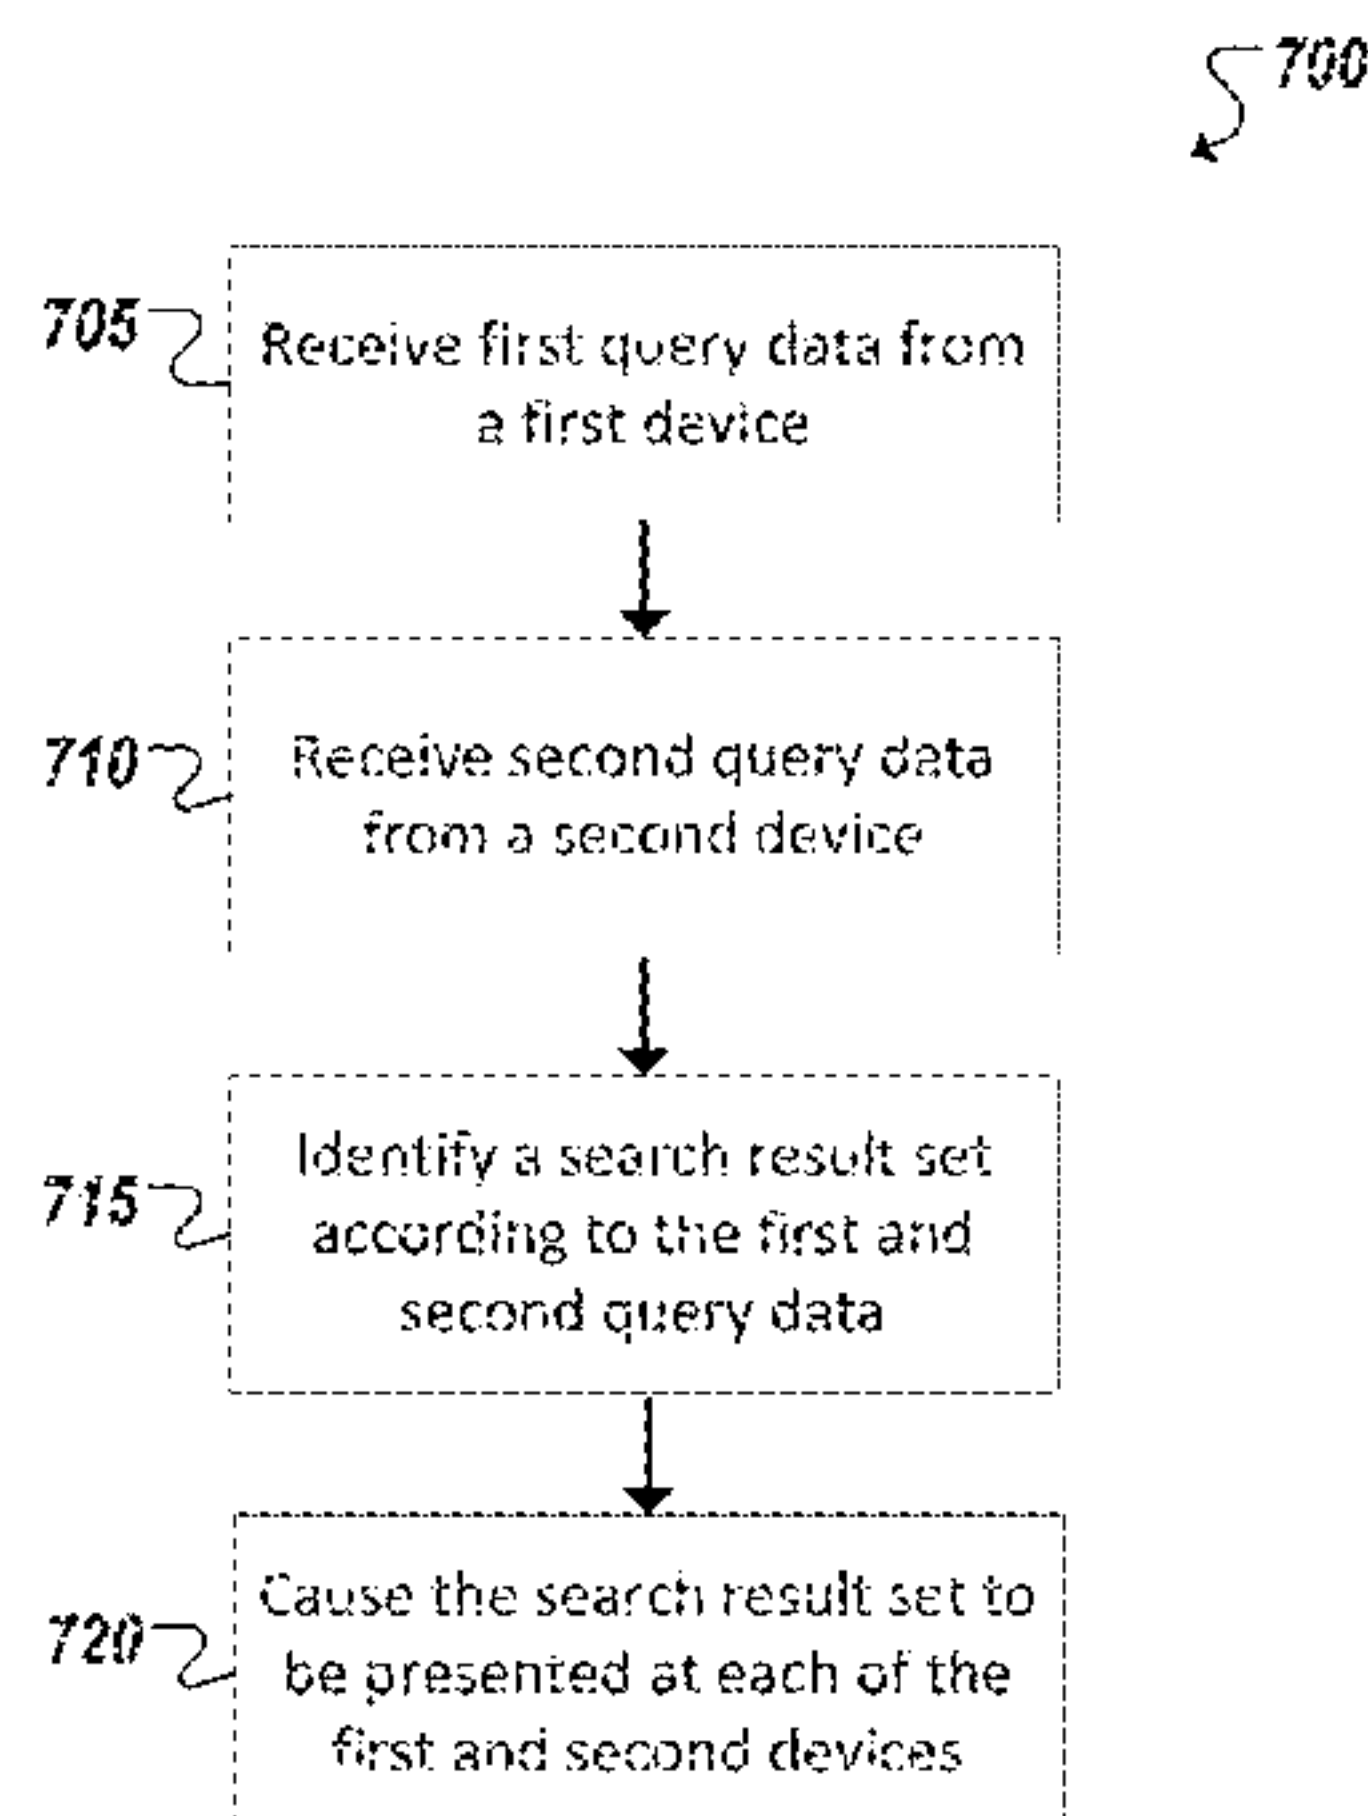 700
705
Receive first query data from
a first device
710
Receive second query data
from a second device
715
Identify a search result set
according to the first and
second query data
720
Cause the search result set to
be presented at each of the
first and second devices